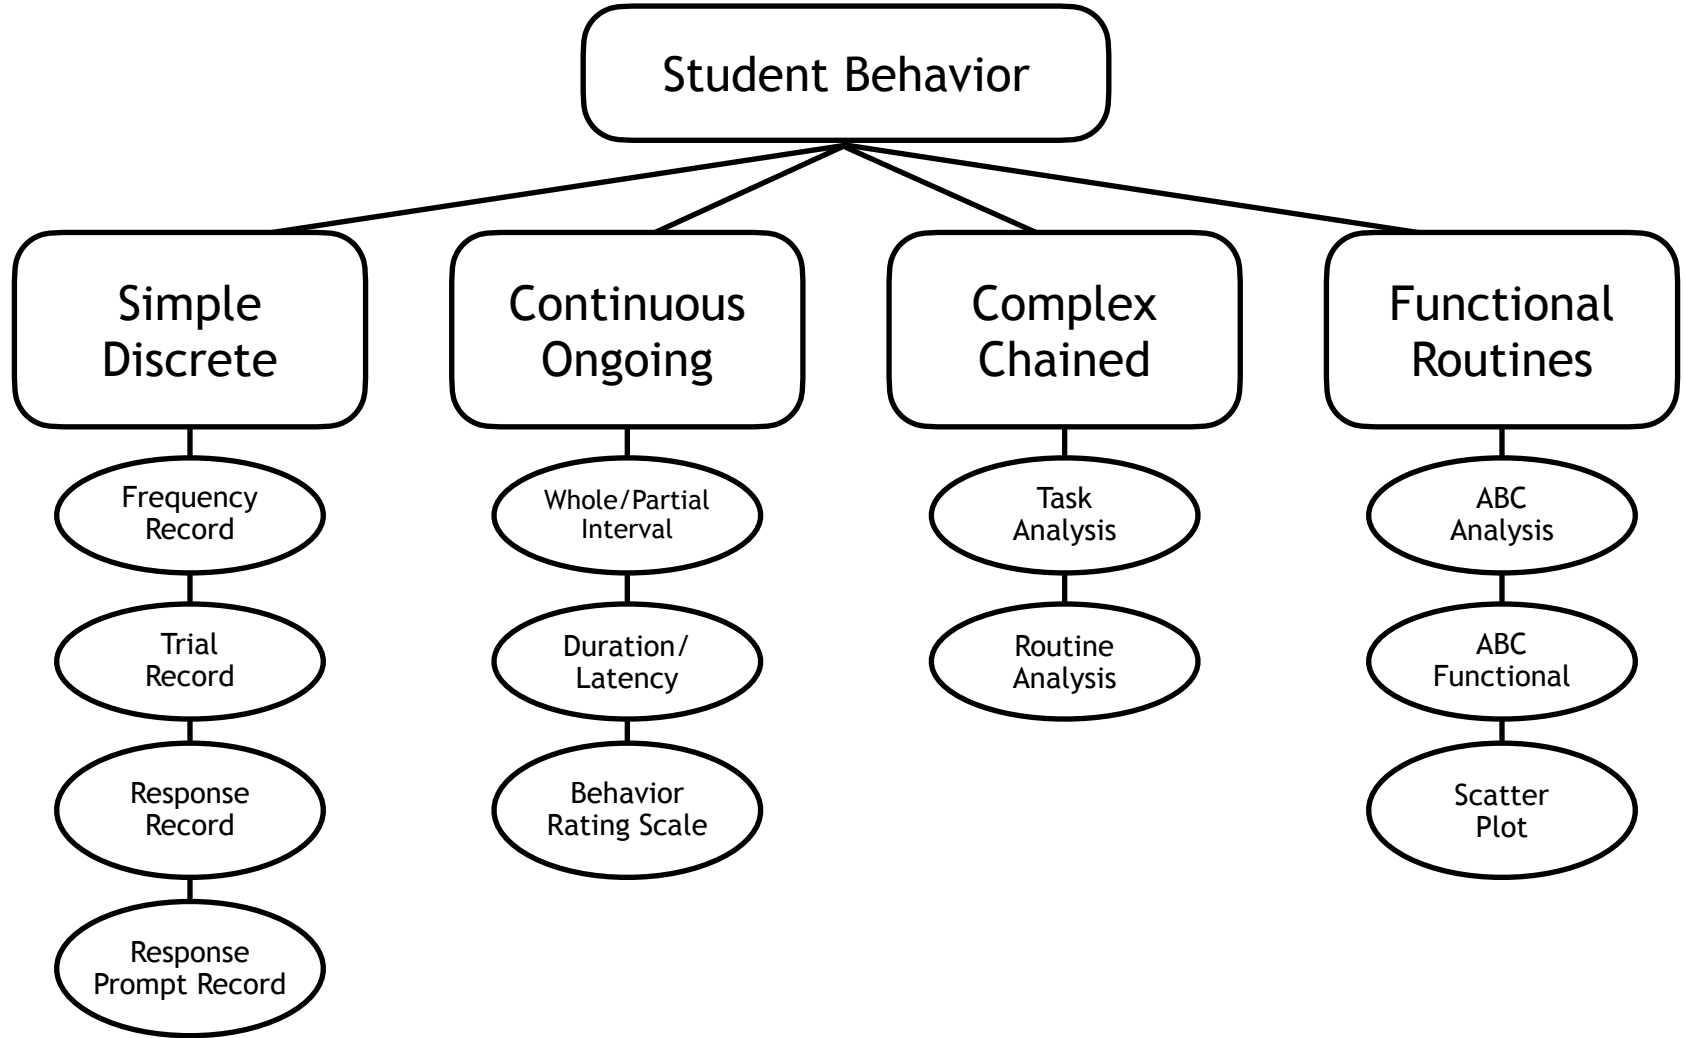 Student Behavior
Simple
Discrete
Continuous
Ongoing
Complex
Chained
Functional
Routines
Frequency
Record
Trial
Record
Response
Record
Response
Prompt Record
Whole/Partial
Interval
Duration/
Latency
Behavior
Rating Scale
Task
Analysis
Routine
Analysis
ABC
Analysis
ABC
Functional
Scatter
Plot